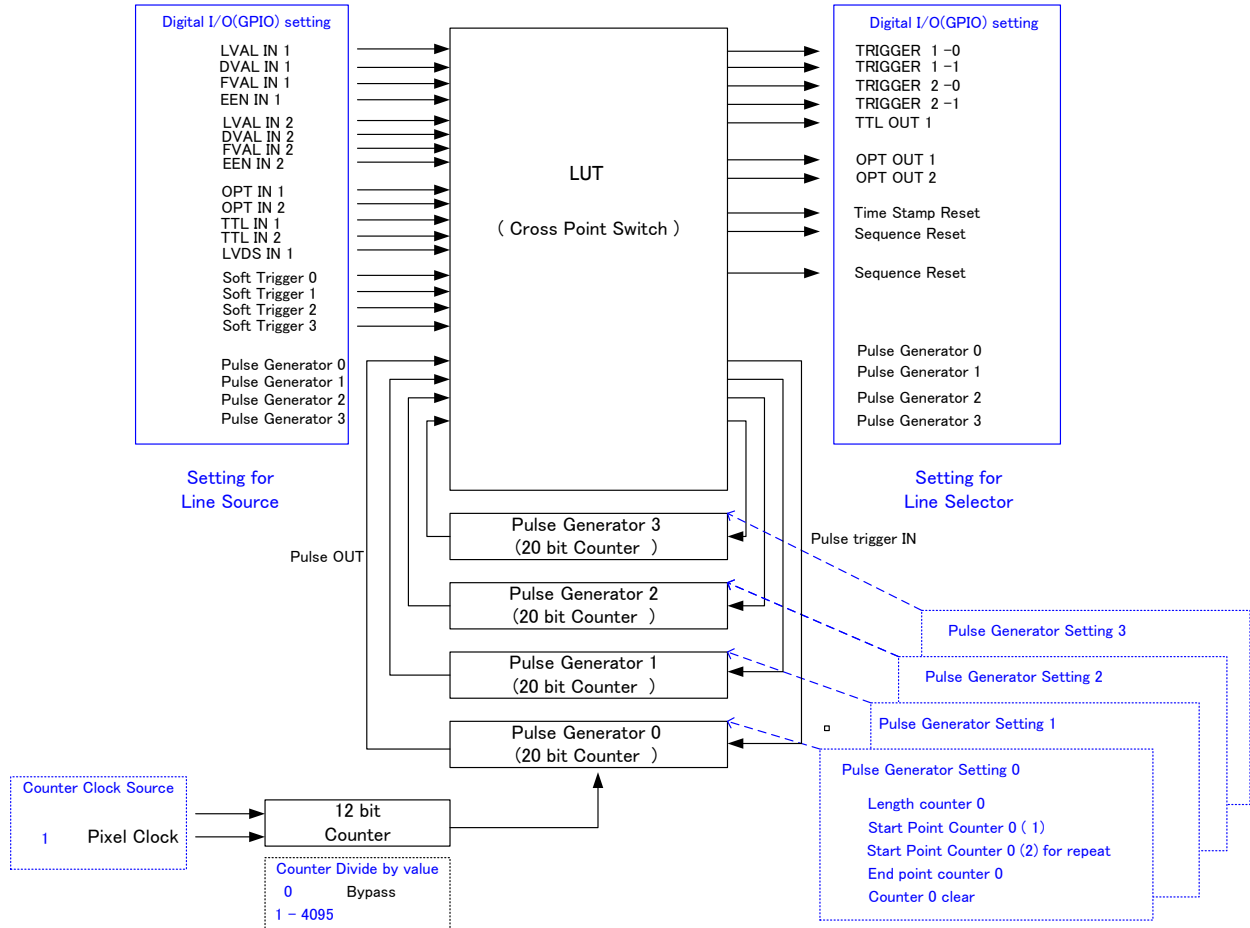 Digital I/O(GPIO) setting
LVAL IN 1
DVAL IN 1
FVAL IN 1
EEN IN 1
LVAL IN 2
DVAL IN 2
FVAL IN 2
EEN IN 2
OPT IN 1
OPT IN 2
TTL IN 1
TTL IN 2
LVDS IN 1
Soft Trigger 0
Soft Trigger 1
Soft Trigger 2
Soft Trigger 3
Pulse Generator 0
Pulse Generator 1
Pulse Generator 2
Pulse Generator 3
Setting for
Line Source
LUT
( Cross Point Switch )
Digital I/O(GPIO) setting
TRIGGER 1 -0
TRIGGER 1 -1
TRIGGER 2 -0
TRIGGER 2 -1
TTL OUT 1
OPT OUT 1
OPT OUT 2
Time Stamp Reset
Sequence Reset
Sequence Reset
Pulse Generator 0
Pulse Generator 1
Pulse Generator 2
Pulse Generator 3
Setting for
Line Selector
Pulse OUT
Pulse trigger IN
Pulse Generator 3
(20 bit Counter )
Pulse Generator 2
(20 bit Counter )
Pulse Generator 1
(20 bit Counter )
Pulse Generator 0
(20 bit Counter )
Pulse Generator Setting 3
Pulse Generator Setting 2
Pulse Generator Setting 1
Pulse Generator Setting 0
Length counter 0
Start Point Counter 0 ( 1)
Start Point Counter 0 (2) for repeat
End point counter 0
Counter 0 clear
Counter Clock Source
1 Pixel Clock
12 bit
Counter
Counter Divide by value
0 Bypass
1 - 4095